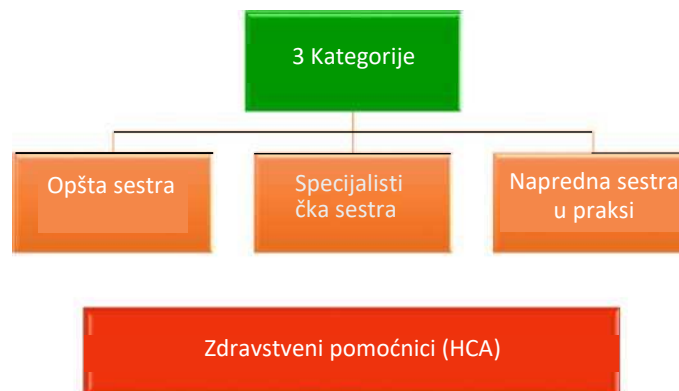 3 Kategorije
Opšta sestra
Specijalisti
čka sestra
Napredna sestra
u praksi
Zdravstveni pomoćnici (HCA)